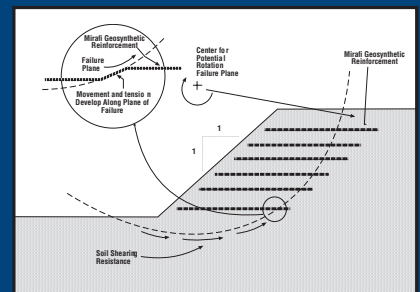 Mirafi Geosynthetic
Reinforcement
Failure
Plane
Movement and tension
Develop Along Plane of
Failure
Center for
Potential
Rotation
Failure Plane
Mirafi Geosynthetic
Reinforcement
1
1
Soil Shearing
Resistance